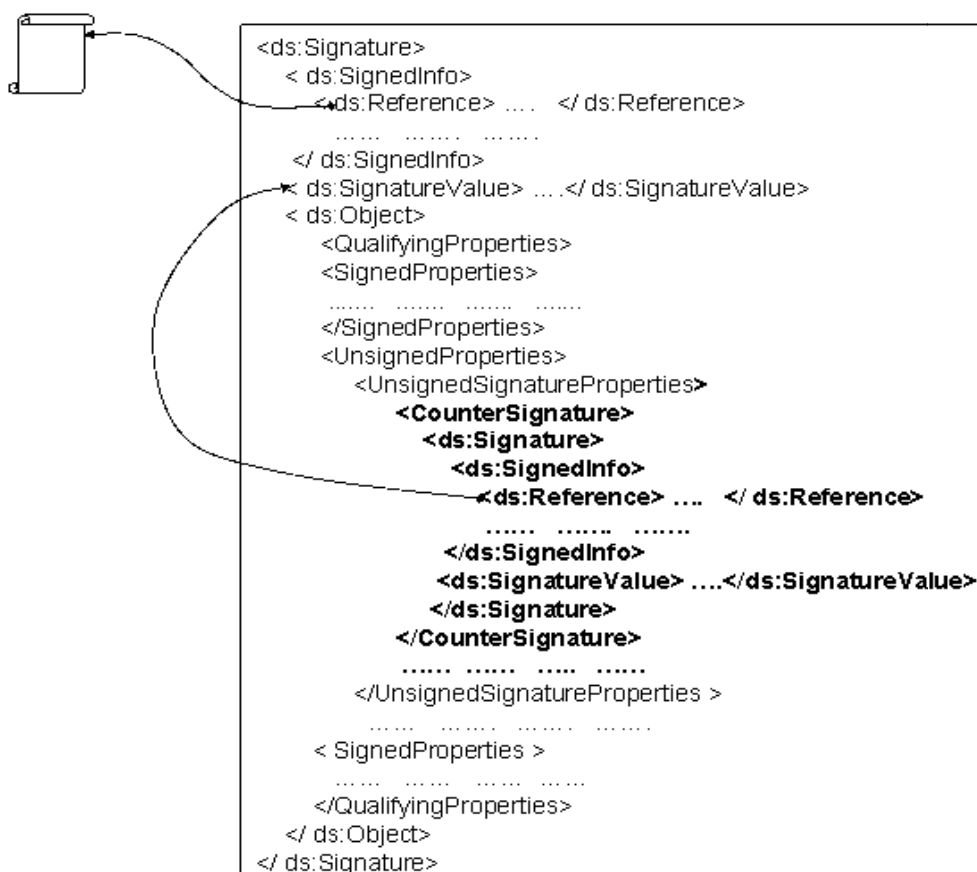 <ds:Signature>
< ds:SignedInfo>
< ds:Reference> .... </ ds:Reference>
...... ....... .......
</ ds:SignedInfo>
< ds:SignatureValue> ....</ ds:SignatureValue>
< ds:Object>
<QualifyingProperties>
<SignedProperties>
....... ....... ....... .......
</SignedProperties>
<UnsignedProperties>
<UnsignedSignatureProperties>
<CounterSignature>
<ds:Signature>
<ds:SignedInfo>
<ds:Reference> .... </ ds:Reference>
...... ....... .......
</ds:SignedInfo>
<ds:SignatureValue> ....</ds:SignatureValue>
</ds:Signature>
</CounterSignature>
...... ...... ..... ......
</UnsignedSignatureProperties >
...... ....... ....... .......
< SignedProperties >
...... ...... ...... ......
</QualifyingProperties>
</ ds:Object>
</ ds:Signature>